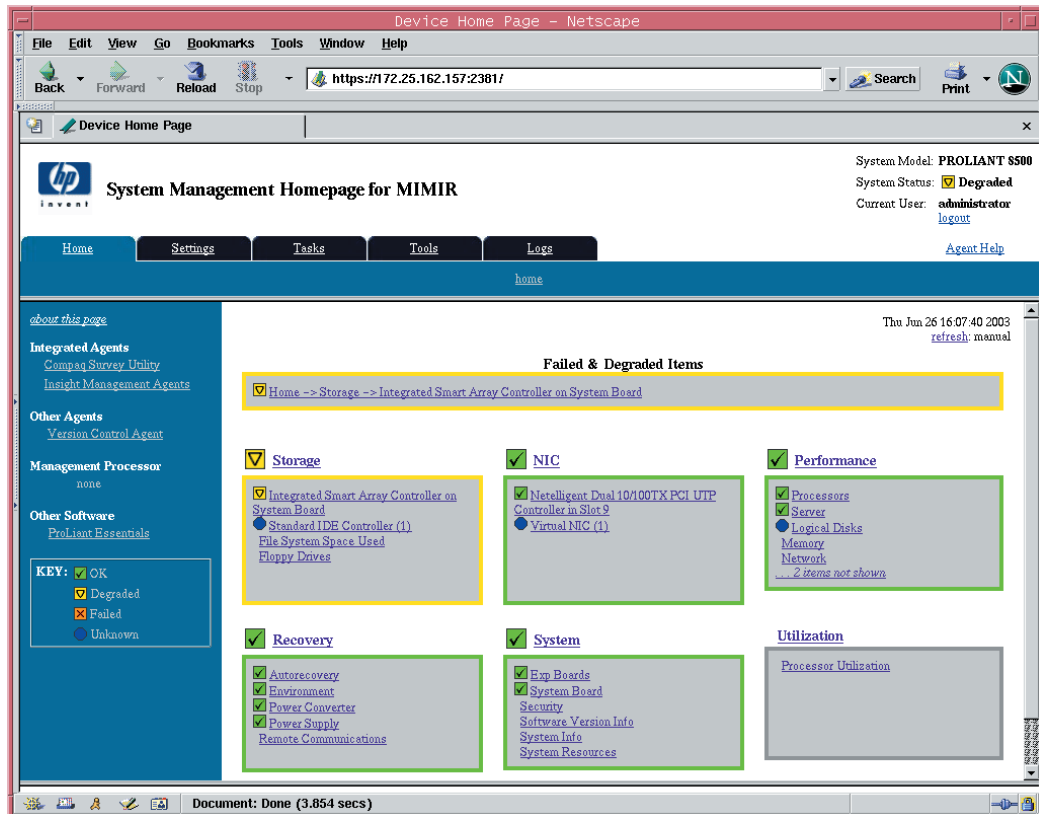 Device Home Page - Netscape
File Edit View Go Bookmarks Tools Window Help
Back Forward Reload Stop https://172.25.162.157:2381/ Search Print N
Device Home Page x
hp
invent
System Management Homepage for MIMIR
System Model: PROLIANT 8500
System Status: Degraded
Current User: administrator
logout
Home Settings Tasks Tools Logs Agent Help
home
about this page
Integrated Agents
Compaq Survey Utility
Insight Management Agents
Other Agents
Version Control Agent
Management Processor
none
Other Software
ProLiant Essentials
KEY: OK
Degraded
Failed
Unknown
Thu Jun 26 16:07:40 2003
refresh: manual
Failed & Degraded Items
Home -> Storage -> Integrated Smart Array Controller on System Board
Storage
Integrated Smart Array Controller on
System Board
Standard IDE Controller (1)
File System Space Used
Floppy Drives
NIC
Netelligent Dual 10/100TX PCI UTP
Controller in Slot 9
Virtual NIC (1)
Performance
Processors
Server
Logical Disks
Memory
Network
. . . 2 items not shown
Recovery
Autorecovery
Environment
Power Converter
Power Supply
Remote Communications
System
Exp Boards
System Board
Security
Software Version Info
System Info
System Resources
Utilization
Processor Utilization
Document: Done (3.854 secs)